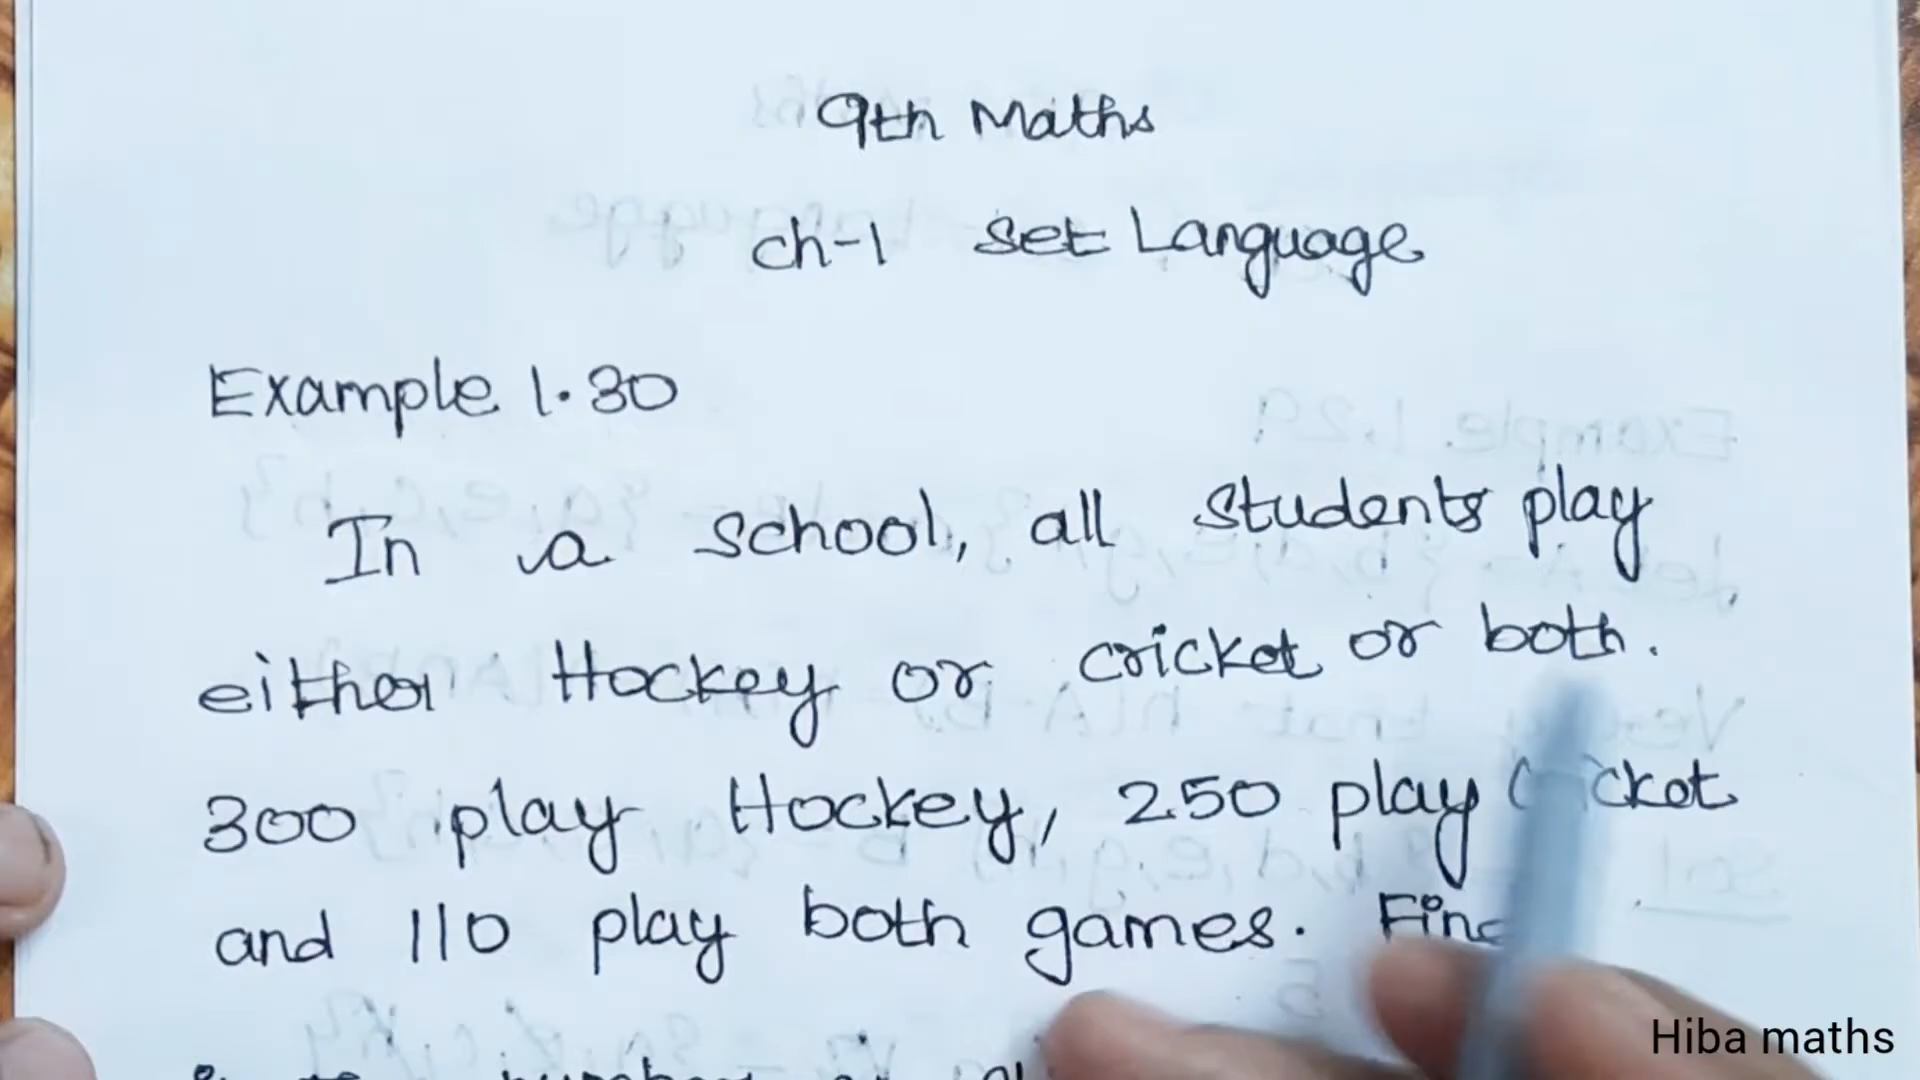 9th Maths
ch-1 Set Language
Example 1.30
In a school, all students play
either Hockey or cricket or both.
300 play Hockey, 250 play
and 110 play both games.
Hiba maths